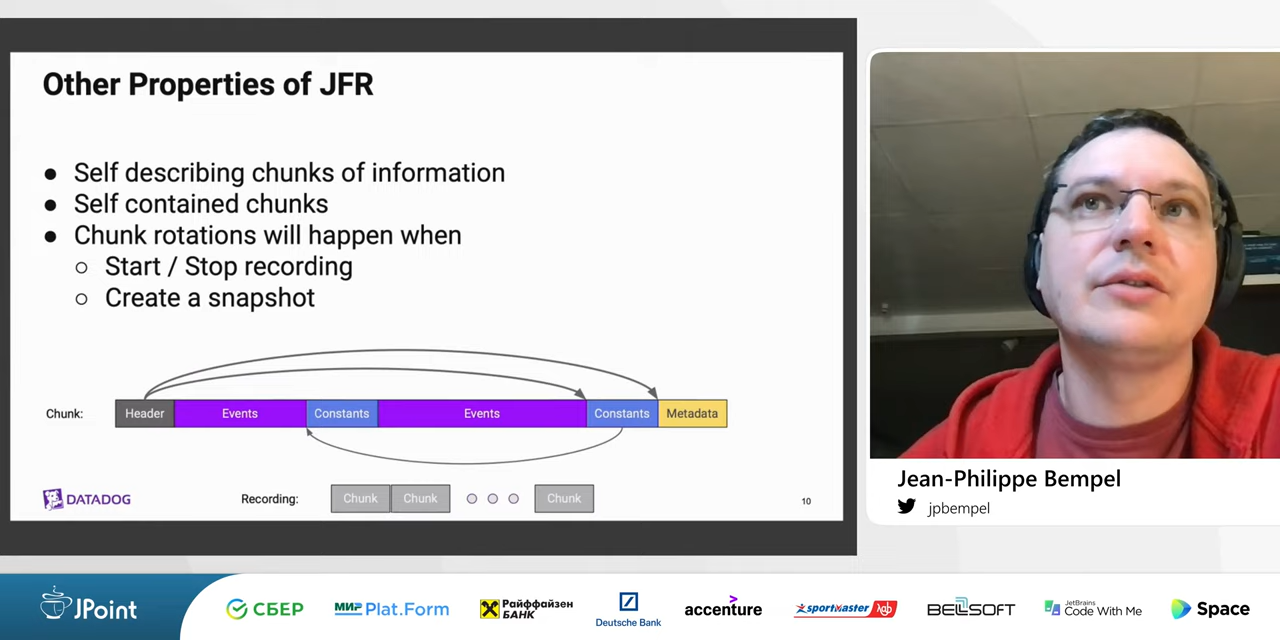 Other Properties of JFR
● Self describing chunks of information
● Self contained chunks
● Chunk rotations will happen when
○ Start / Stop recording
○ Create a snapshot
Chunk: Header Events Constants Events Constants Metadata
DATADOG
Recording: Chunk Chunk Chunk
10
Jean-Philippe Bempel
jpbempel
JPoint
СБЕР
МИР Plat.Form
Райффайзен
БАНК
Deutsche Bank
accenture
sportmaster lab
BELLSOFT
JetBrains
Code With Me
Space